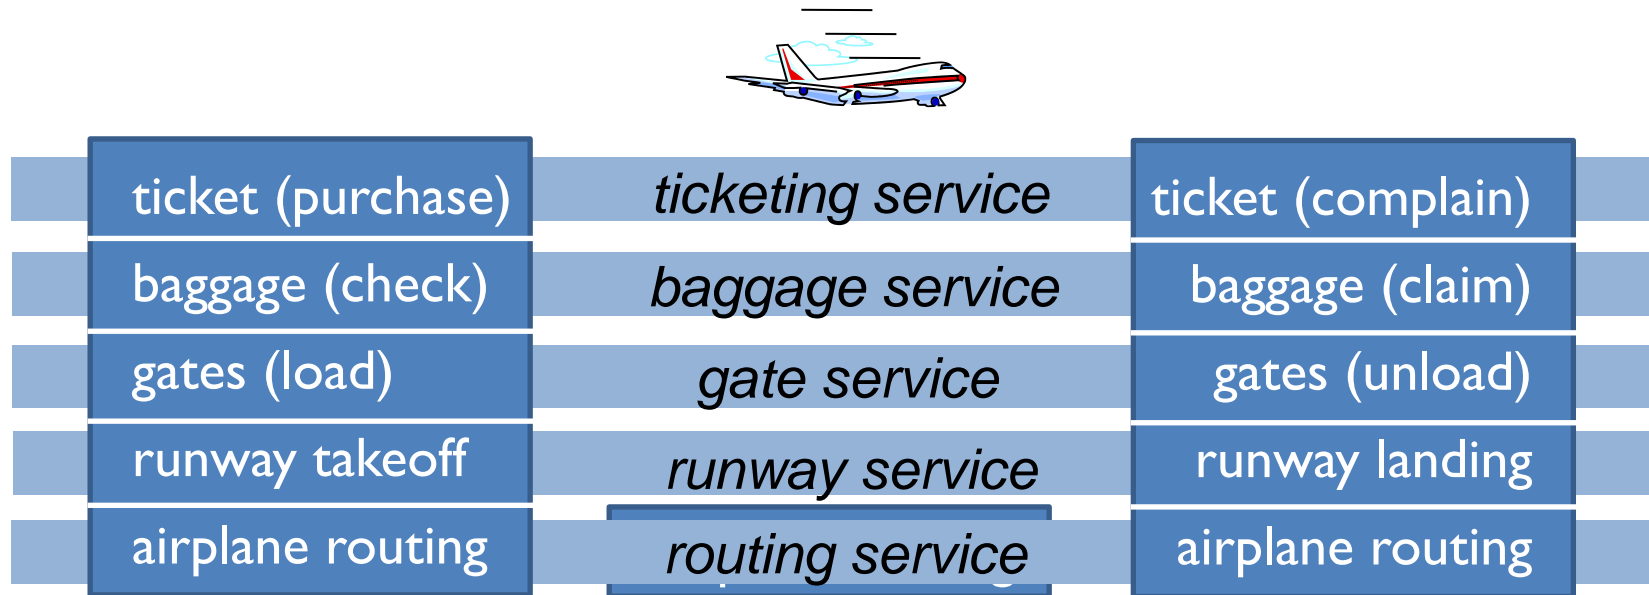 ticket (purchase) ticketing service ticket (complain)
baggage (check) baggage service baggage (claim)
gates (load) gate service gates (unload)
runway takeoff runway service runway landing
airplane routing routing service airplane routing